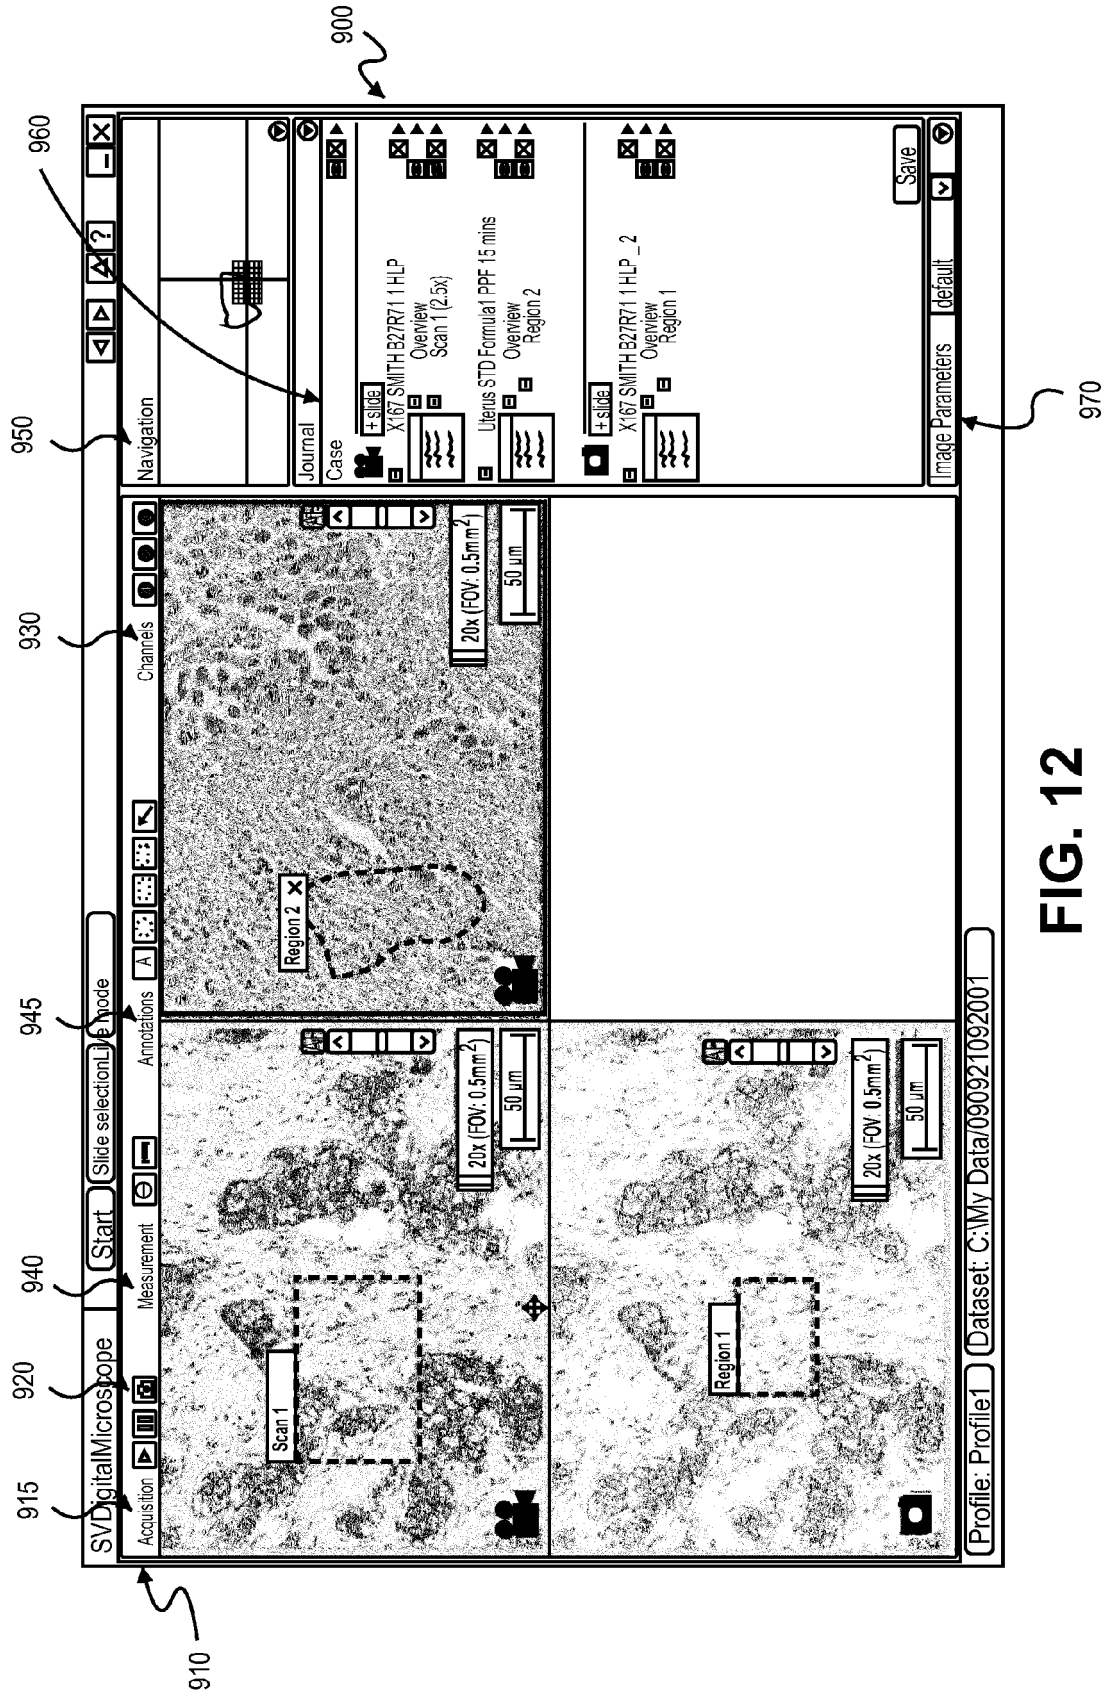 900
960
950
930
945
940
920
915
910
SVDigitalMicroscope
Start
Slide selection
Live mode
?
Acquisition
Measurement
Annotations
A
Channels
Navigation
Scan 1
AF
20x (FOV: 0.5mm²)
50 µm
Region 2
AF
20x (FOV: 0.5mm²)
50 µm
Region 1
AF
20x (FOV: 0.5mm²)
50 µm
Journal
Case
+ slide
X167 SMITH B27R71 1 HLP
Overview
Scan 1 (2.5x)
Uterus STD Formula1 PPF 15 mins
Overview
Region 2
+ slide
X167 SMITH B27R71 1 HLP _ 2
Overview
Region 1
Save
Image Parameters
default
Profile: Profile1
Dataset: C:\My Data/090921092001
970
FIG. 12